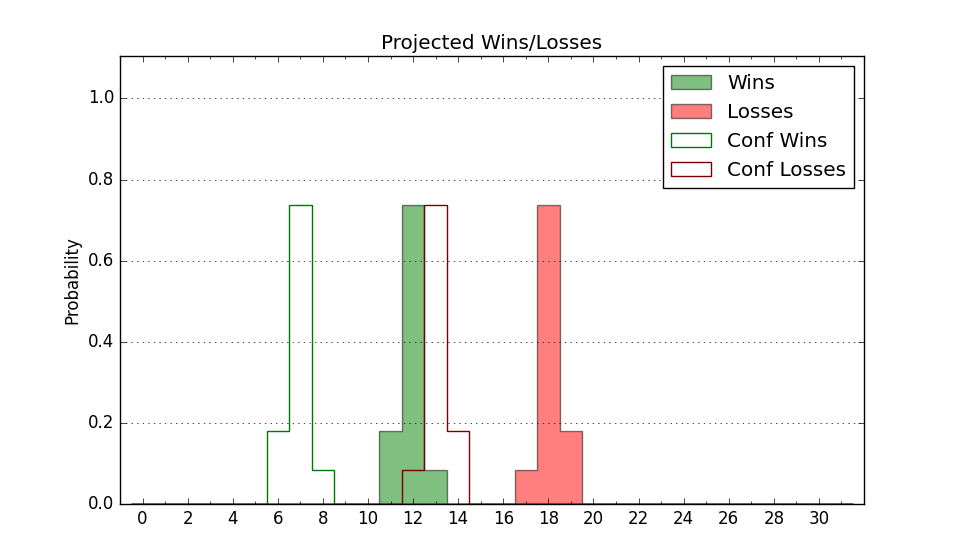 Projected Wins/Losses
Wins
Losses
Conf Wins
Conf Losses
Probability
1.0
0.8
0.6
0.4
0.2
0.0
0 2 4 6 8 10 12 14 16 18 20 22 24 26 28 30